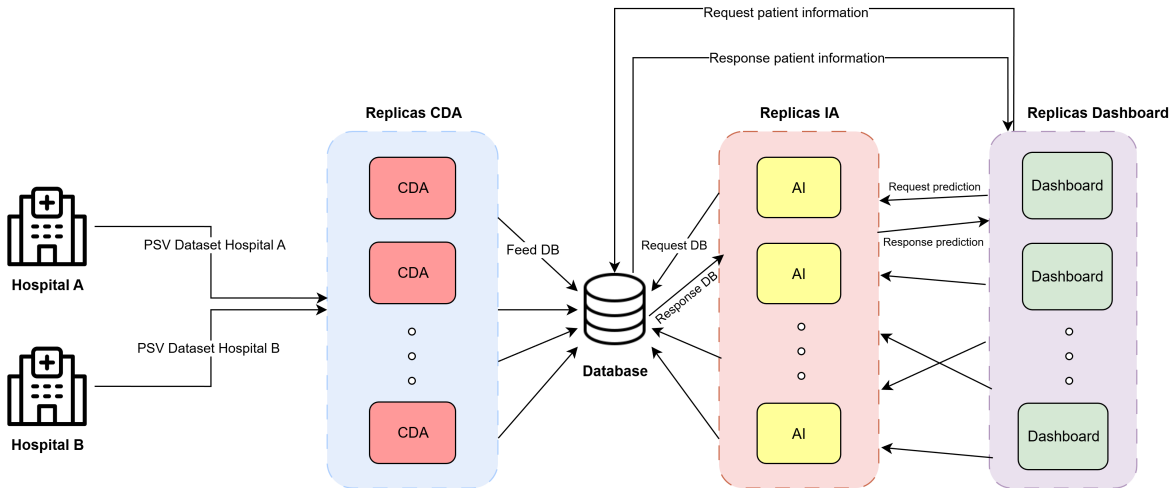 Request patient information
Response patient information
Replicas CDA
Replicas IA
Replicas Dashboard
CDA
AI
Dashboard
Request prediction
PSV Dataset Hospital A
Feed DB
Request DB
Response prediction
CDA
AI
Dashboard
Hospital A
Response DB
PSV Dataset Hospital B
Database
CDA
AI
Dashboard
Hospital B